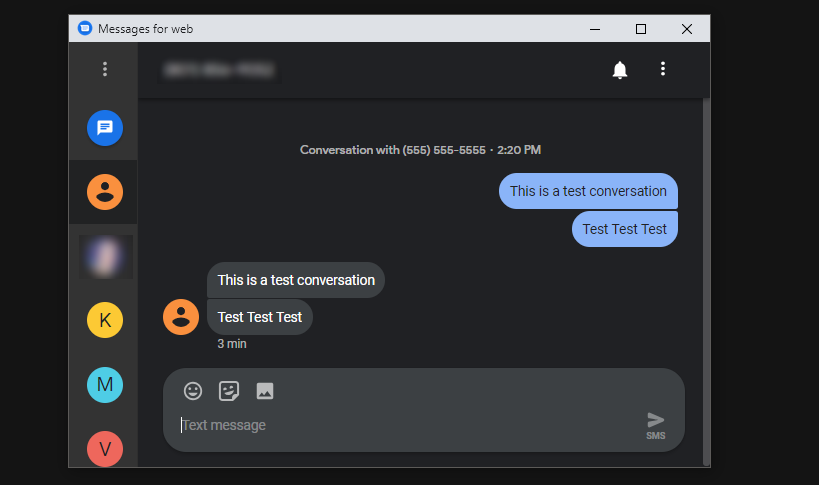 Messages for web
Conversation with (555) 555-5555 • 2:20 PM
This is a test conversation
Test Test Test
This is a test conversation
Test Test Test
3 min
K
M
V
Text message
SMS